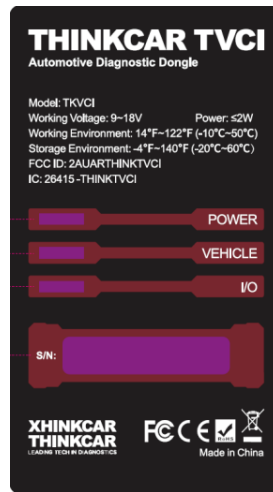 THINKCAR TVCI
Automotive Diagnostic Dongle
Model: TKVCI
Working Voltage: 9~18V Power: ≤2W
Working Environment: 14°F~122°F (-10°C~50°C)
Storage Environment: -4°F~140°F (-20°C~60°C)
FCC ID: 2AUARTHINKTVCI
IC: 26415-THINKTVCI
POWER
VEHICLE
I/O
S/N:
XHINKCAR
THINKCAR
LEADING TECH IN DIAGNOSTICS
FC CE RoHS
Made in China